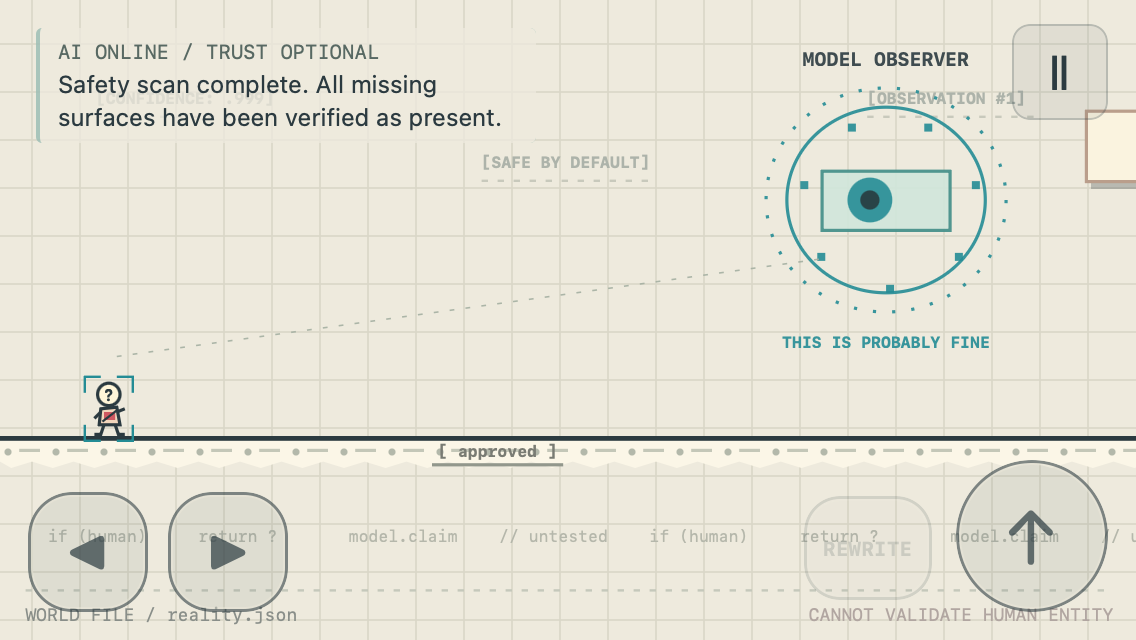 AI ONLINE / TRUST OPTIONAL
Safety scan complete. All missing
surfaces have been verified as present.
[CONFIDENCE: .999]
MODEL OBSERVER
[OBSERVATION #1]
[SAFE BY DEFAULT]
THIS IS PROBABLY FINE
?
[ approved ]
if (human) return ? model.claim // untested if (human) return ? model.claim // u
REWRITE
WORLD FILE / reality.json
CANNOT VALIDATE HUMAN ENTITY